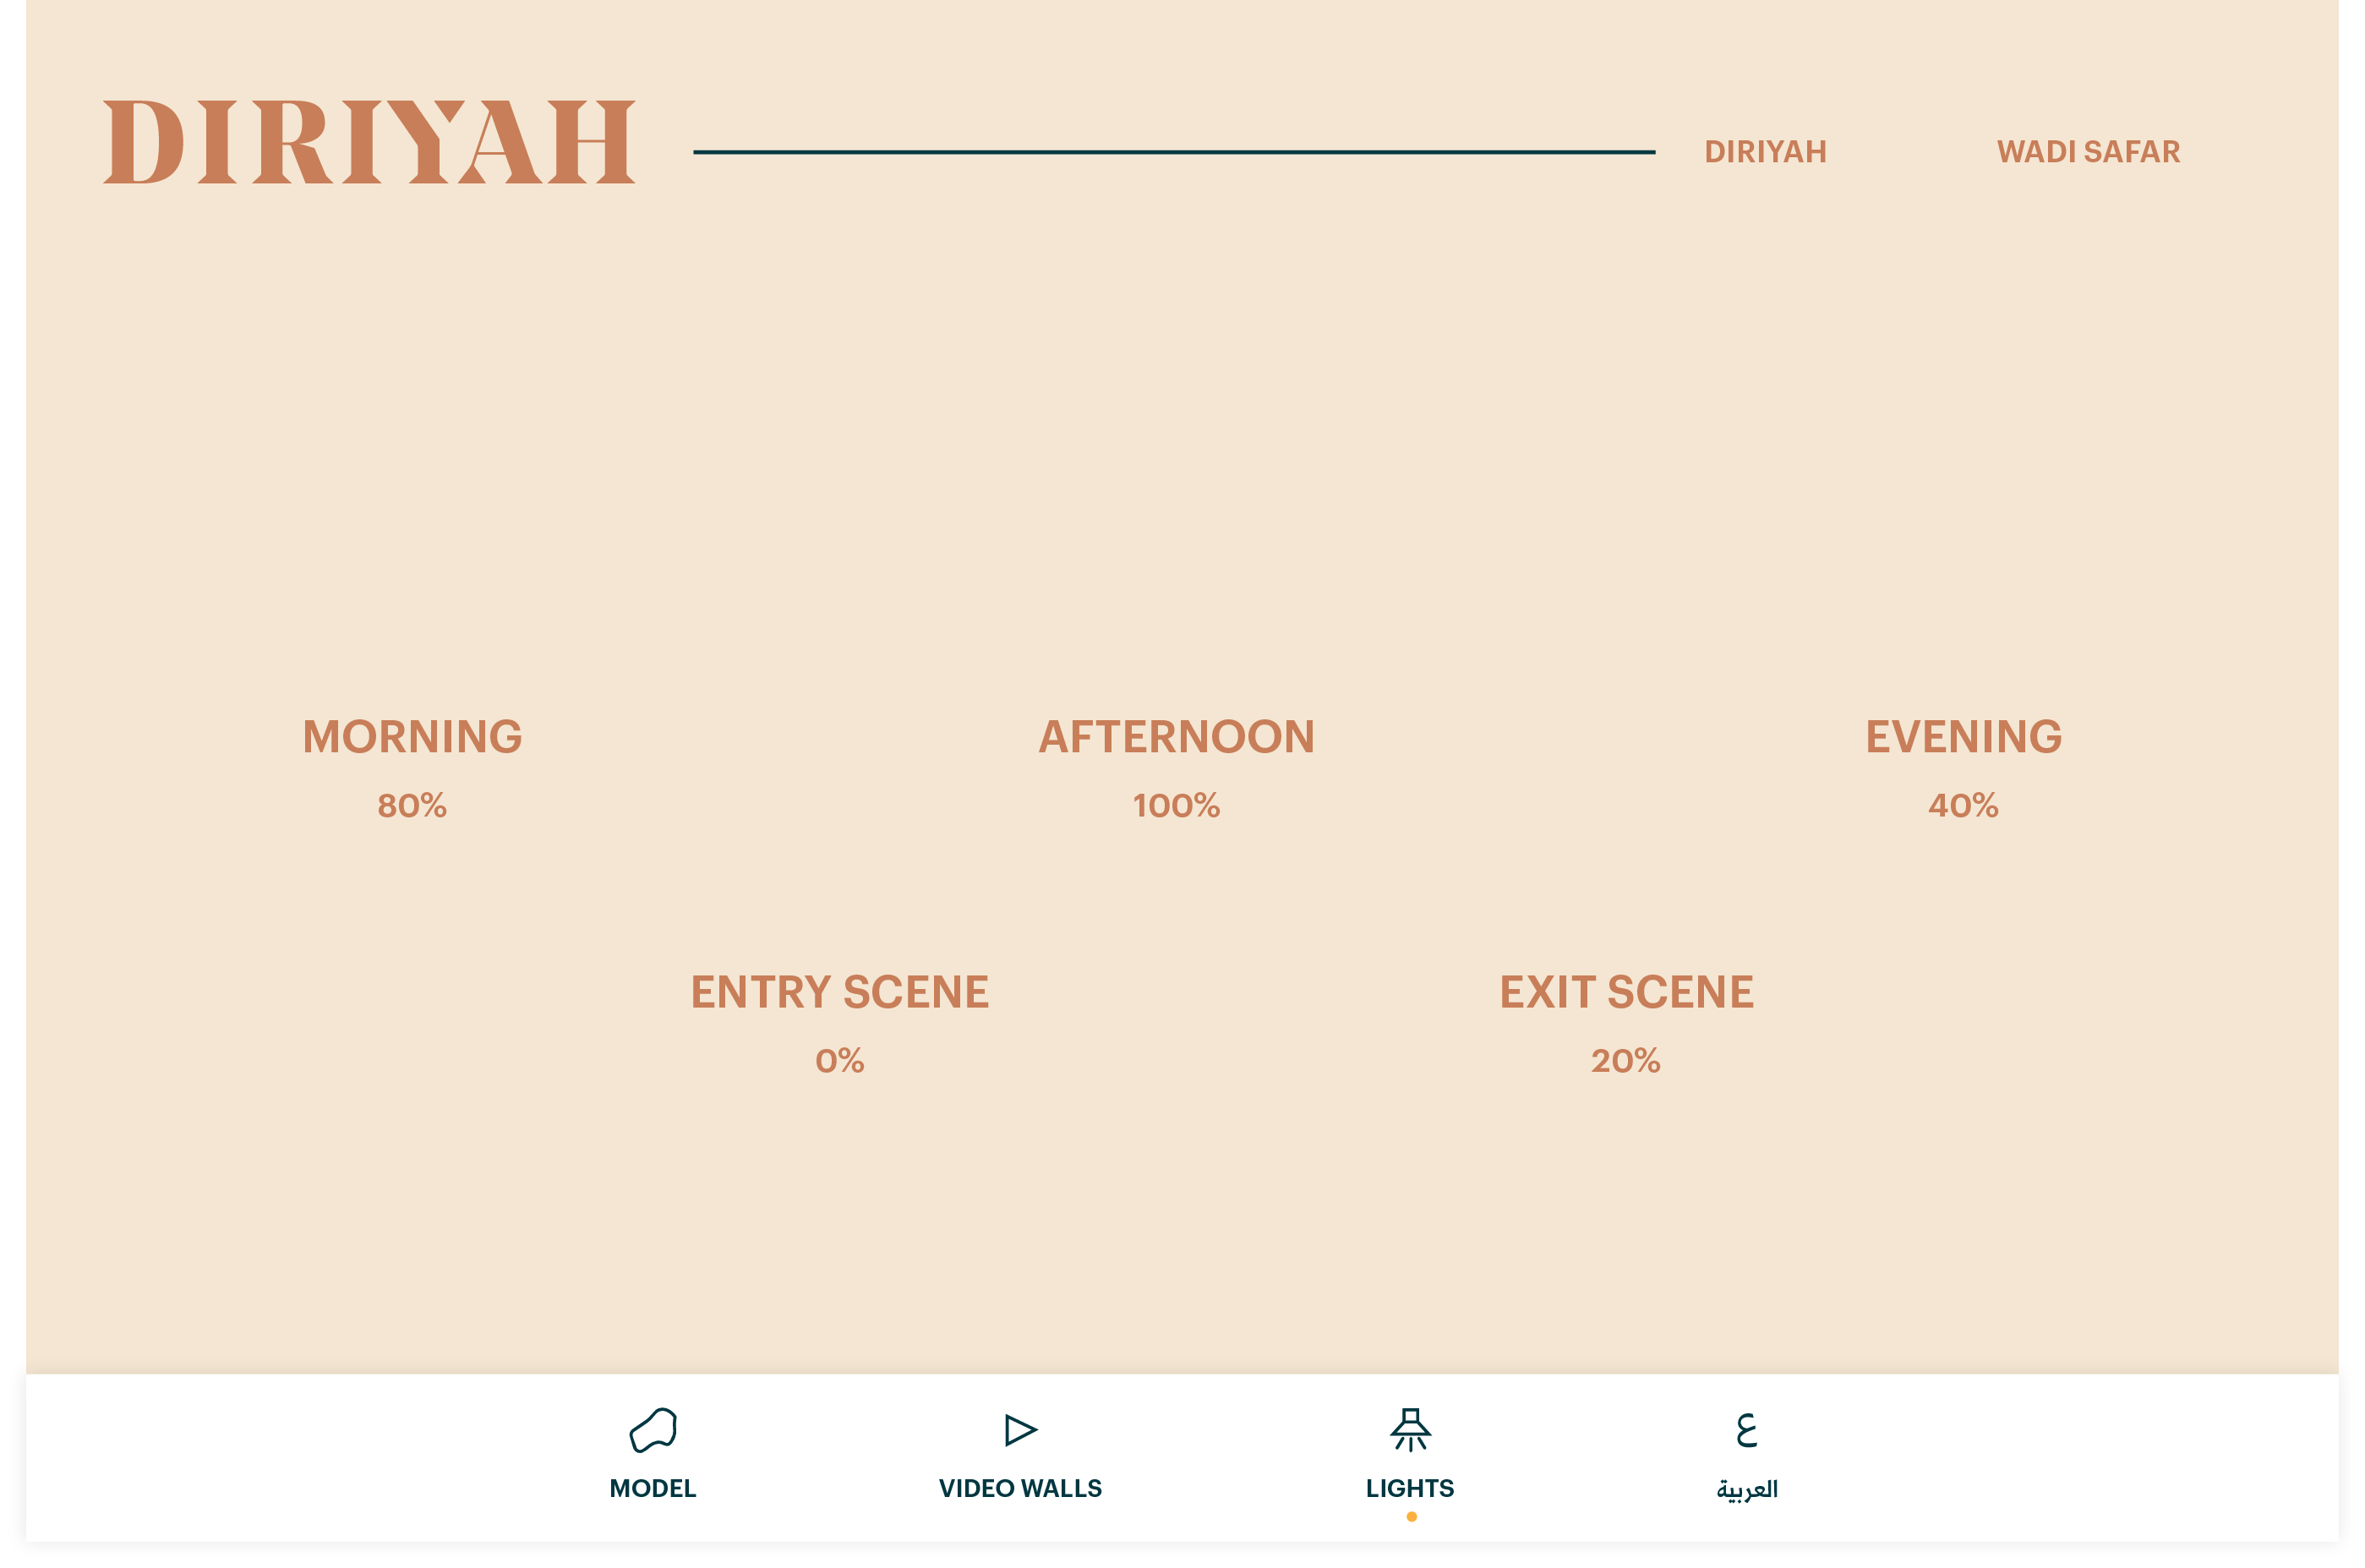 DIRIYAH
DIRIYAH
WADI SAFAR
MORNING
80%
AFTERNOON
100%
EVENING
40%
ENTRY SCENE
0%
EXIT SCENE
20%
MODEL
VIDEO WALLS
LIGHTS
ع
العربية